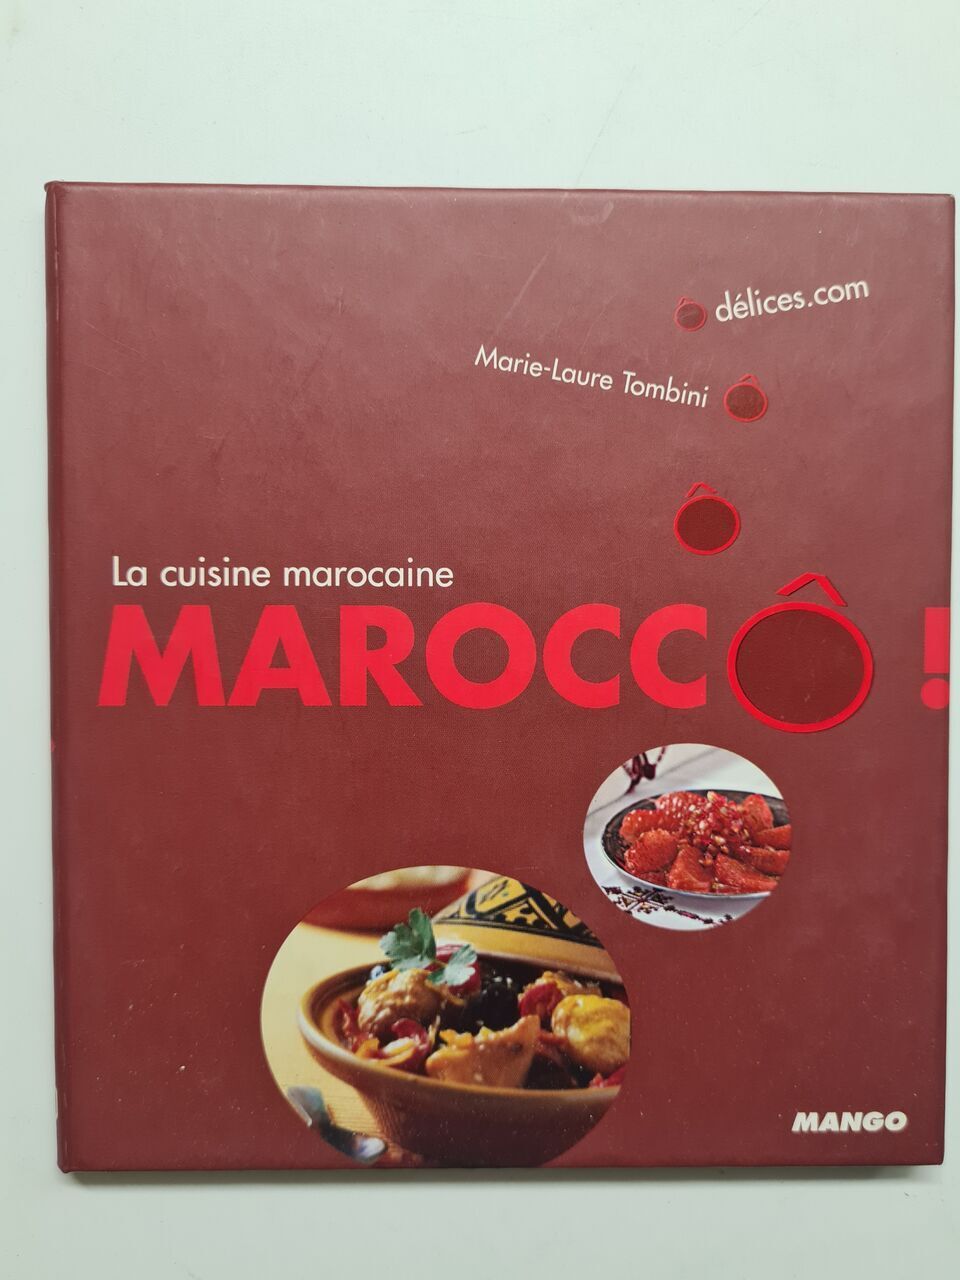 Ô délices.com
Marie-Laure Tombini
La cuisine marocaine
MAROCCÔ !
MANGO